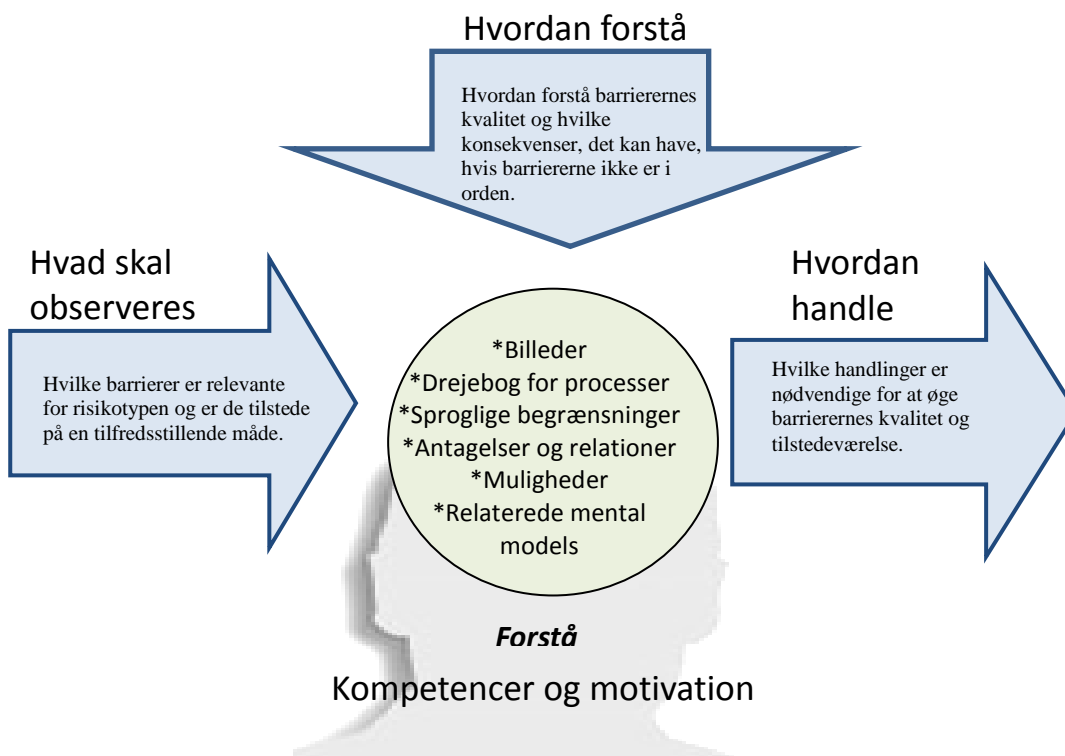 Hvordan forstå
Hvordan forstå barrierernes
kvalitet og hvilke
konsekvenser, det kan have,
hvis barriererne ikke er i
orden.
Hvad skal
observeres
Hvilke barrierer er relevante
for risikotypen og er de tilstede
på en tilfredsstillende måde.
*Billeder
*Drejebog for processer
*Sproglige begrænsninger
*Antagelser og relationer
*Muligheder
*Relaterede mental
models
Hvordan
handle
Hvilke handlinger er
nødvendige for at øge
barrierernes kvalitet og
tilstedeværelse.
Forstå
Kompetencer og motivation